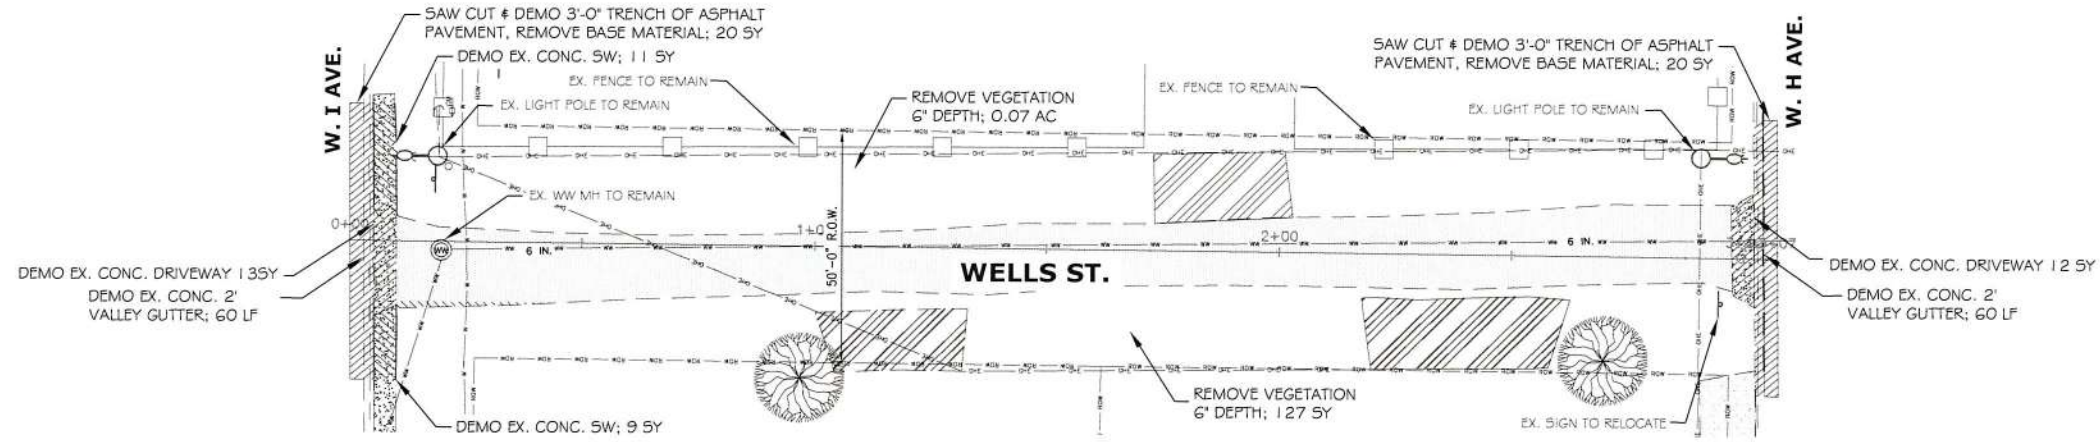 SAW CUT & DEMO 3'-0" TRENCH OF ASPHALT
PAVEMENT, REMOVE BASE MATERIAL; 20 SY
DEMO EX. CONC. SW; 11 SY
EX. FENCE TO REMAIN
EX. LIGHT POLE TO REMAIN
W. I AVE.
REMOVE VEGETATION
6" DEPTH; 0.07 AC
SAW CUT & DEMO 3'-0" TRENCH OF ASPHALT
PAVEMENT, REMOVE BASE MATERIAL; 20 SY
EX. FENCE TO REMAIN
EX. LIGHT POLE TO REMAIN
W. H AVE.
EX. WW MH TO REMAIN
0+00
1+0
2+00
50'-0" R.O.W.
WW
6 IN.
6 IN.
WELLS ST.
DEMO EX. CONC. DRIVEWAY 13SY
DEMO EX. CONC. 2'
VALLEY GUTTER; 60 LF
DEMO EX. CONC. DRIVEWAY 12 SY
DEMO EX. CONC. 2'
VALLEY GUTTER; 60 LF
DEMO EX. CONC. SW; 9 SY
REMOVE VEGETATION
6" DEPTH; 127 SY
EX. SIGN TO RELOCATE